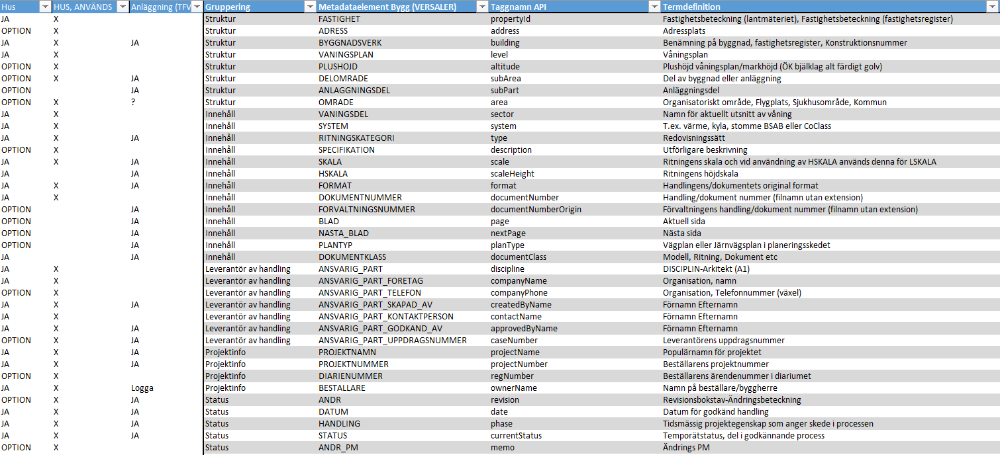 Hus HUS, ANVÄNDS Anläggning (TFV Gruppering Metadataelement Bygg (VERSALER) Taggnamn API Termdefinition
JA X Struktur FASTIGHET propertyId Fastighetsbeteckning (lantmäteriet), Fastighetsbeteckning (fastighetsregister)
OPTION X Struktur ADRESS address Adressplats
JA X JA Struktur BYGGNADSVERK building Benämning på byggnad, fastighetsregister, Konstruktionsnummer
JA X Struktur VANINGSPLAN level Våningsplan
OPTION X Struktur PLUSHOJD altitude Plushöjd våningsplan/markhöjd (ÖK bjälklag alt färdigt golv)
OPTION X JA Struktur DELOMRADE subArea Del av byggnad eller anläggning
OPTION JA Struktur ANLAGGNINGSDEL subPart Anläggningsdel
OPTION X ? Struktur OMRADE area Organisatoriskt område, Flygplats, Sjukhusområde, Kommun
JA X Innehåll VANINGSDEL sector Namn för aktuellt utsnitt av våning
JA X Innehåll SYSTEM system T.ex. värme, kyla, stomme BSAB eller CoClass
JA X JA Innehåll RITNINGSKATEGORI type Redovisningssätt
OPTION X Innehåll SPECIFIKATION description Utförligare beskrivning
JA X JA Innehåll SKALA scale Ritningens skala och vid användning av HSKALA används denna för LSKALA
JA JA Innehåll HSKALA scaleHeight Ritningens höjdskala
JA X JA Innehåll FORMAT format Handlingens/dokumentets original format
JA X Innehåll DOKUMENTNUMMER documentNumber Handling/dokument nummer (filnamn utan extension)
OPTION JA Innehåll FORVALTNINGSNUMMER documentNumberOrigin Förvaltningens handling/dokument nummer (filnamn utan extension)
OPTION JA Innehåll BLAD page Aktuell sida
OPTION JA Innehåll NASTA_BLAD nextPage Nästa sida
OPTION JA Innehåll PLANTYP planType Vägplan eller Järnvägsplan i planeringsskedet
JA JA Innehåll DOKUMENTKLASS documentClass Modell, Ritning, Dokument etc
JA X Leverantör av handling ANSVARIG_PART discipline DISCIPLIN-Arkitekt (A1)
JA X Leverantör av handling ANSVARIG_PART_FORETAG companyName Organisation, namn
OPTION X Leverantör av handling ANSVARIG_PART_TELEFON companyPhone Organisation, Telefonnummer (växel)
JA X JA Leverantör av handling ANSVARIG_PART_SKAPAD_AV createdByName Förnamn Efternamn
JA X Leverantör av handling ANSVARIG_PART_KONTAKTPERSON contactName Förnamn Efternamn
JA X JA Leverantör av handling ANSVARIG_PART_GODKAND_AV approvedByName Förnamn Efternamn
OPTION X JA Leverantör av handling ANSVARIG_PART_UPPDRAGSNUMMER caseNumber Leverantörens uppdragsnummer
JA X JA Projektinfo PROJEKTNAMN projectName Populärnamn för projektet
JA X JA Projektinfo PROJEKTNUMMER projectNumber Beställarens projektnummer
OPTION X Projektinfo DIARIENUMMER regNumber Beställarens ärendenummer i diariumet
JA X Logga Projektinfo BESTALLARE ownerName Namn på beställare/byggherre
OPTION X JA Status ANDR revision Revisionsbokstav-Ändringsbeteckning
JA X JA Status DATUM date Datum för godkänd handling
JA X JA Status HANDLING phase Tidsmässig projektegenskap som anger skede i processen
JA X JA Status STATUS currentStatus Temporätstatus, del i godkännande process
OPTION X Status ANDR_PM memo Ändrings PM